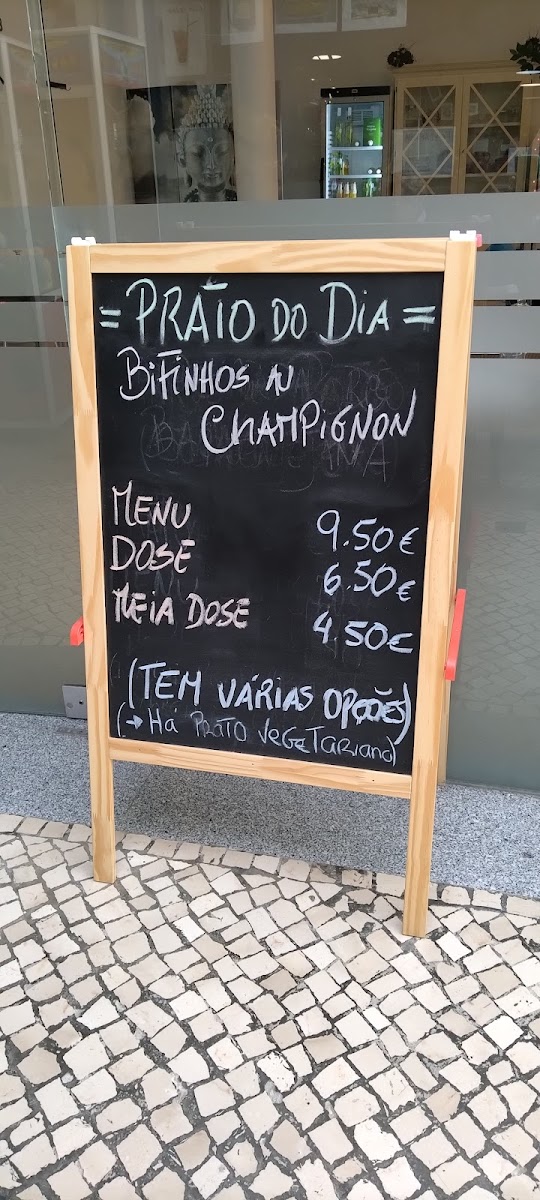 = PRATO DO DIA =
BIFINHOS AU
CHAMPIGNON
MENU 9.50€
DOSE 6.50€
MEIA DOSE 4.50€
(TEM VÁRIAS OPÇÕES)
(→ HÁ PRATO VEGETARIANO)